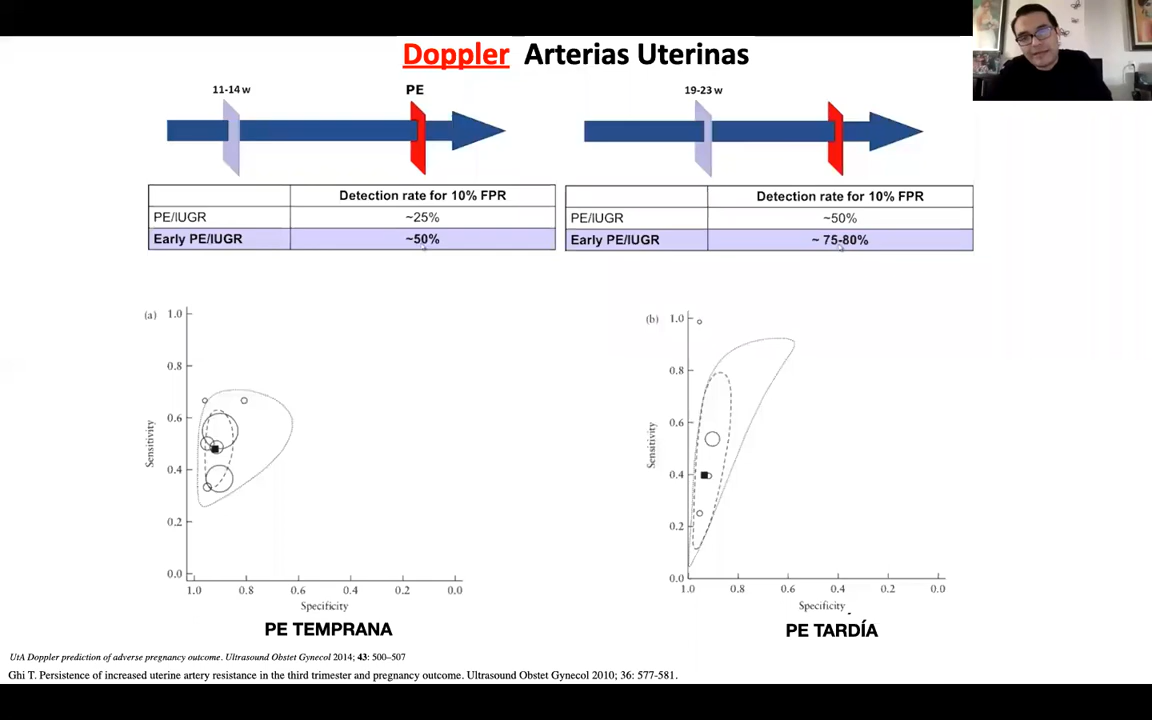 Doppler Arterias Uterinas
11-14 w
PE
19-23 w
Detection rate for 10% FPR
PE/IUGR ~25%
Early PE/IUGR ~50%
Detection rate for 10% FPR
PE/IUGR ~50%
Early PE/IUGR ~ 75-80%
(a)
1.0
0.8
0.6
0.4
0.2
0.0
Sensitivity
1.0 0.8 0.6 0.4 0.2 0.0
Specificity
PE TEMPRANA
(b)
1.0
0.8
0.6
0.4
0.2
0.0
Sensitivity
1.0 0.8 0.6 0.4 0.2 0.0
Specificity
PE TARDÍA
UtA Doppler prediction of adverse pregnancy outcome. Ultrasound Obstet Gynecol 2014; 43: 500–507
Ghi T. Persistence of increased uterine artery resistance in the third trimester and pregnancy outcome. Ultrasound Obstet Gynecol 2010; 36: 577-581.